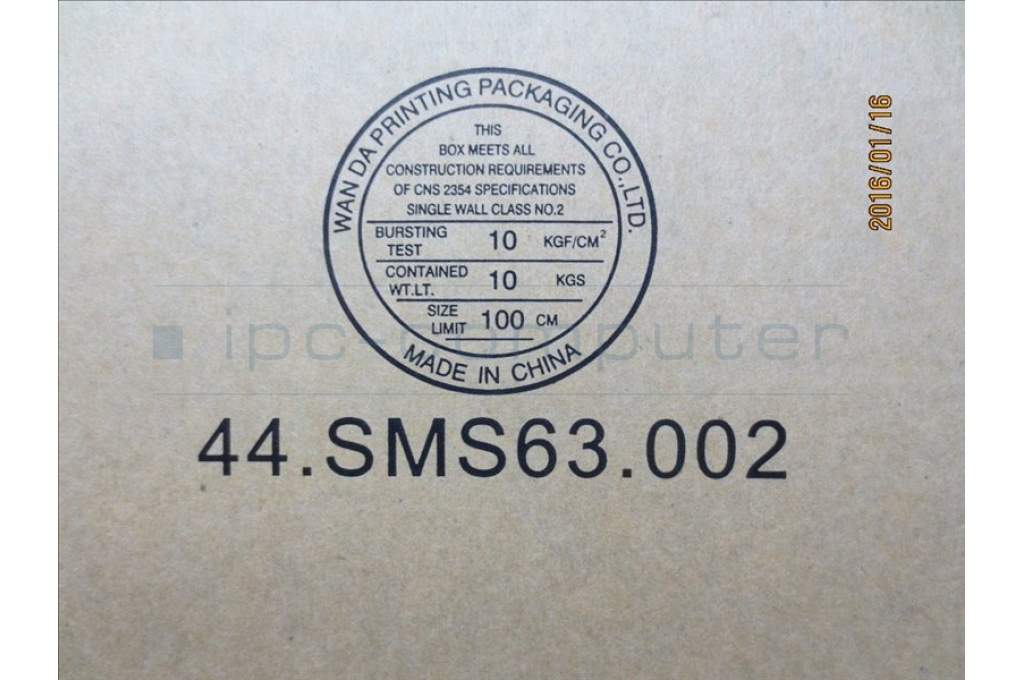 WAN DA PRINTING PACKAGING CO.,LTD.
THIS
BOX MEETS ALL
CONSTRUCTION REQUIREMENTS
OF CNS 2354 SPECIFICATIONS
SINGLE WALL CLASS NO.2
BURSTING TEST 10 KGF/CM²
CONTAINED WT.LT. 10 KGS
SIZE LIMIT 100 CM
MADE IN CHINA
44.SMS63.002
2016/01/16
ipc-computer